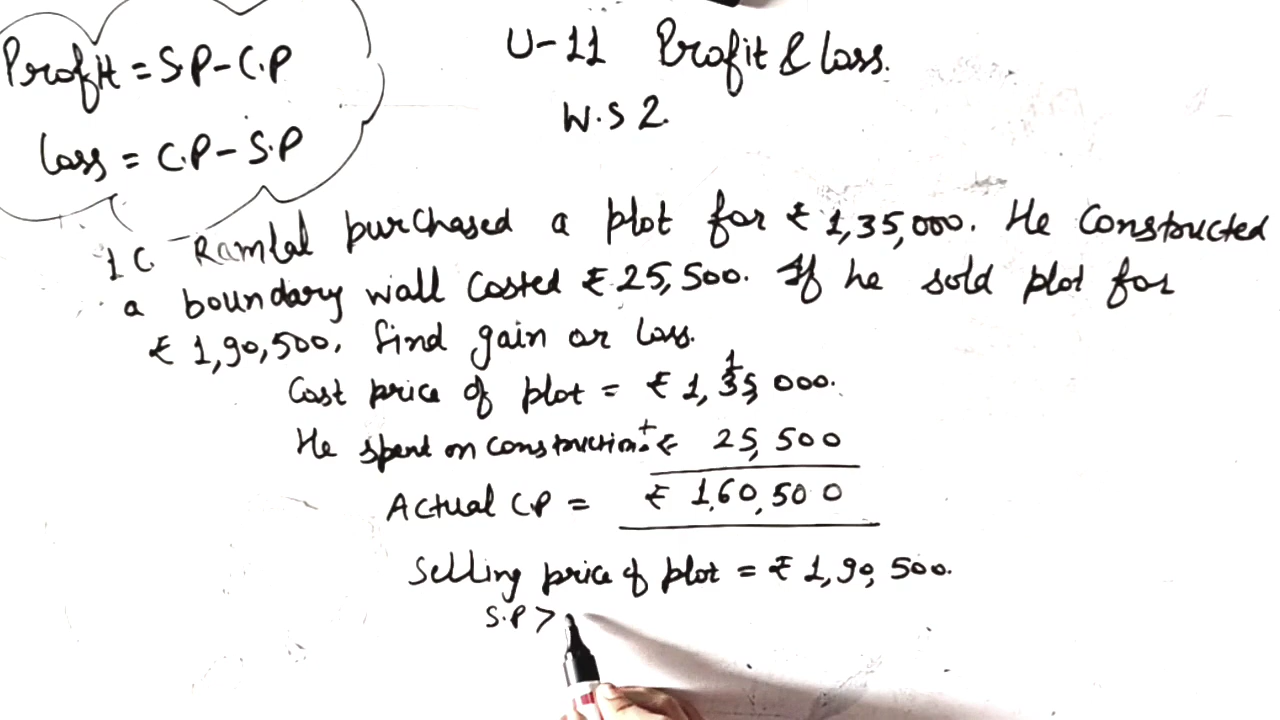 Profit = S.P - C.P
Loss = C.P - S.P
U-11 Profit & Loss.
W.S 2.
1 C. Ramlal purchased a plot for ₹ 1,35,000. He Constructed
a boundary wall Costed ₹ 25,500. If he sold plot for
₹ 1,90,500. Find gain or loss.
1
Cost price of plot = ₹ 1,35,000.
He spent on construction = + ₹ 25,500
Actual C.P = ₹ 1,60,500
Selling price of plot = ₹ 1,90,500.
S.P >